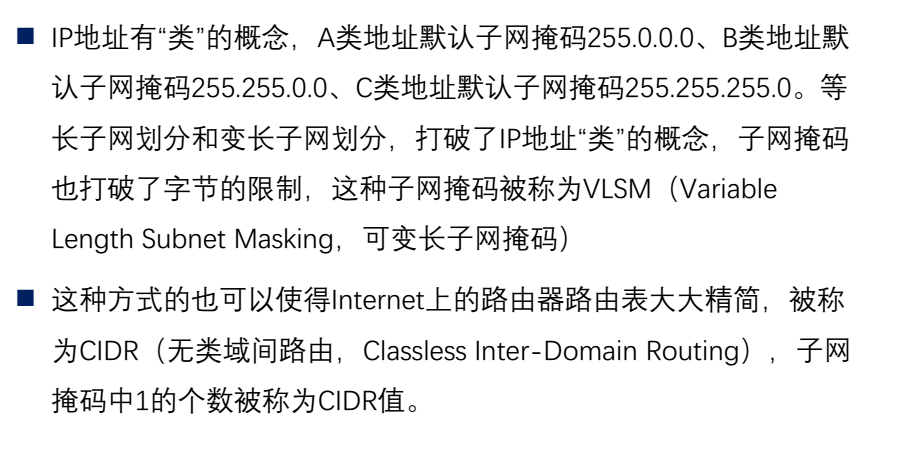 ■ IP地址有“类”的概念，A类地址默认子网掩码255.0.0.0、B类地址默
认子网掩码255.255.0.0、C类地址默认子网掩码255.255.255.0。等
长子网划分和变长子网划分，打破了IP地址“类”的概念，子网掩码
也打破了字节的限制，这种子网掩码被称为VLSM（Variable
Length Subnet Masking，可变长子网掩码）
■ 这种方式的也可以使得Internet上的路由器路由表大大精简，被称
为CIDR（无类域间路由，Classless Inter-Domain Routing）, 子网
掩码中1的个数被称为CIDR值。